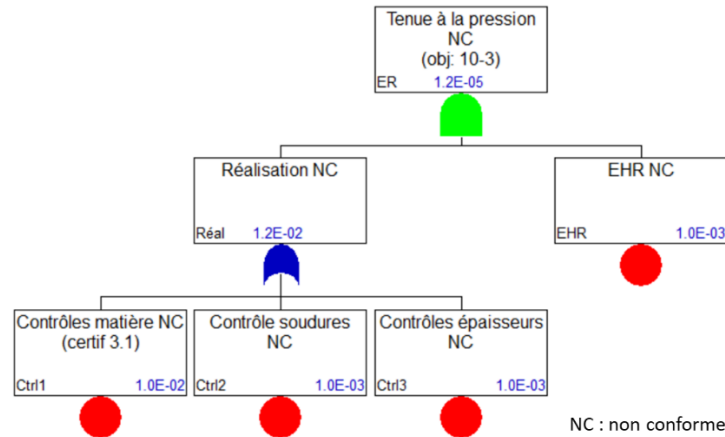 Tenue à la pression
NC
(obj: 10-3)
ER 1.2E-05
Réalisation NC
Réal 1.2E-02
EHR NC
EHR 1.0E-03
Contrôles matière NC
(certif 3.1)
Ctrl1 1.0E-02
Contrôle soudures
NC
Ctrl2 1.0E-03
Contrôles épaisseurs
NC
Ctrl3 1.0E-03
NC : non conforme